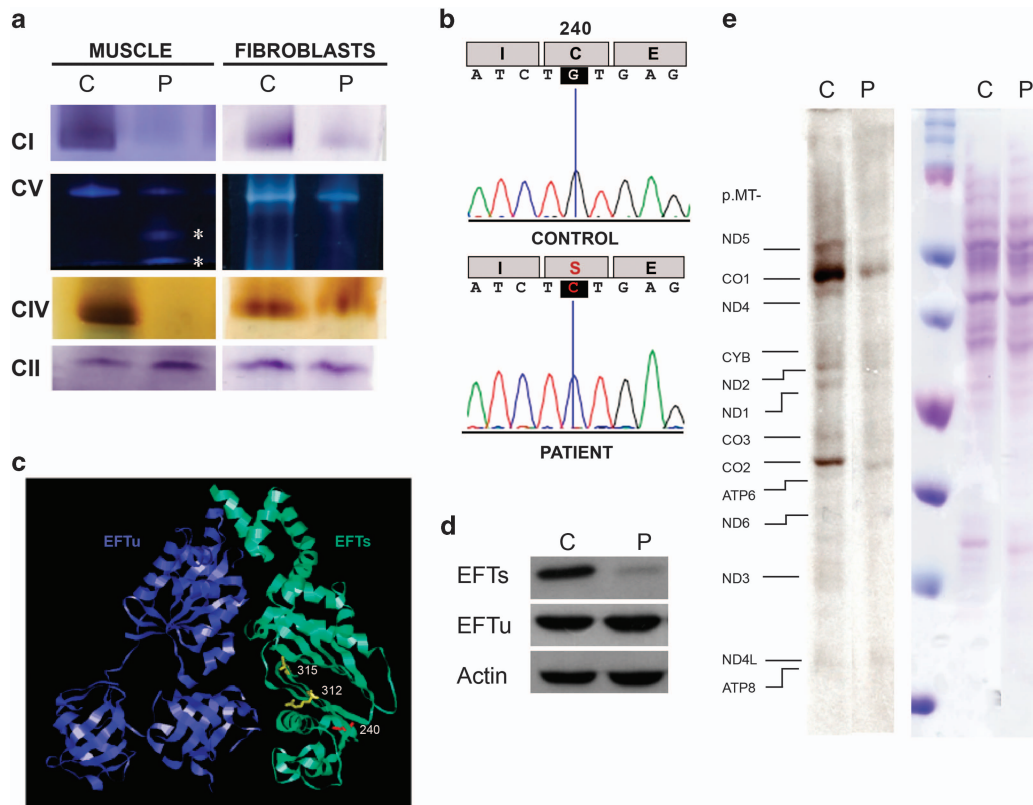 a
MUSCLE FIBROBLASTS
C P C P
CI
CV
*
*
CIV
CII
b
240
I C E
A T C T G T G A G
CONTROL
I S E
A T C T C T G A G
PATIENT
c
EFTu EFTs
315
312
240
d
C P
EFTs
EFTu
Actin
e
C P C P
p.MT-
ND5
CO1
ND4
CYB
ND2
ND1
CO3
CO2
ATP6
ND6
ND3
ND4L
ATP8